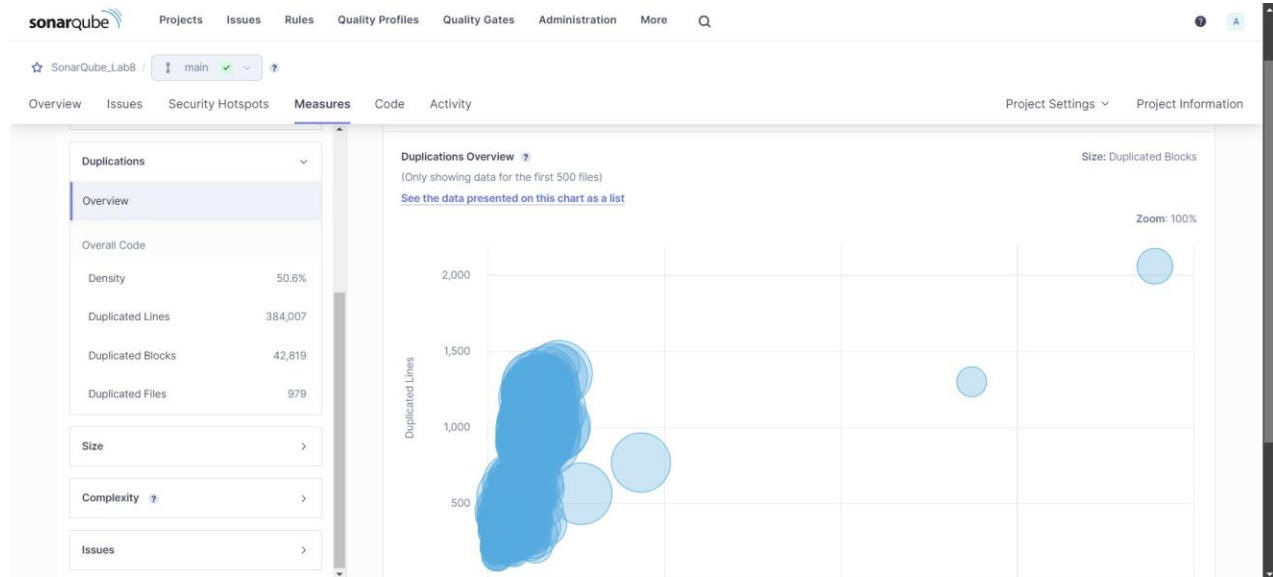 sonarqube Projects Issues Rules Quality Profiles Quality Gates Administration More ? A
SonarQube_Lab8 / main ?
Overview Issues Security Hotspots Measures Code Activity Project Settings Project Information
Duplications
Overview
Overall Code
Density 50.6%
Duplicated Lines 384,007
Duplicated Blocks 42,819
Duplicated Files 979
Size
Complexity ?
Issues
Duplications Overview ? Size: Duplicated Blocks
(Only showing data for the first 500 files)
See the data presented on this chart as a list
Zoom: 100%
2,000
1,500
1,000
500
Duplicated Lines